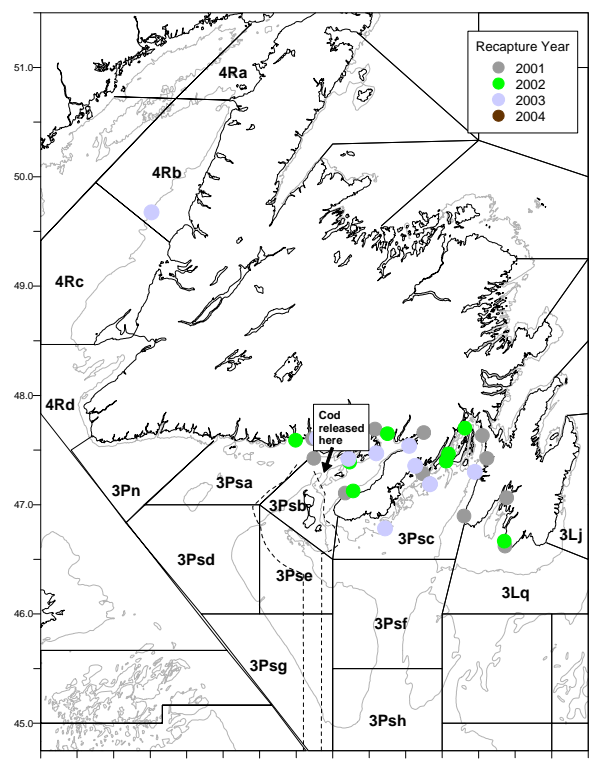 51.0
50.0
49.0
48.0
47.0
46.0
45.0
Recapture Year
2001
2002
2003
2004
4Ra
4Rb
4Rc
4Rd
Cod
released
here
3Pn
3Psa
3Psb
3Psc
3Lj
3Psd
3Pse
3Lq
3Psf
3Psg
3Psh